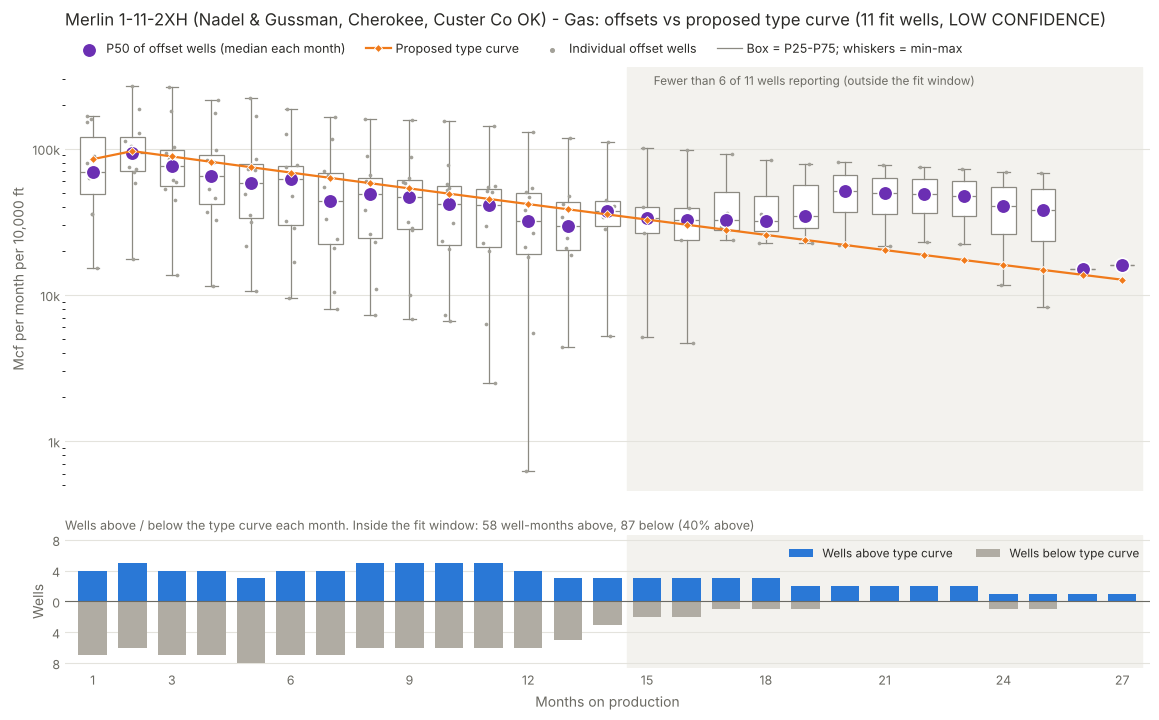 Merlin 1-11-2XH (Nadel & Gussman, Cherokee, Custer Co OK) - Gas: offsets vs proposed type curve (11 fit wells, LOW CONFIDENCE)
P50 of offset wells (median each month) Proposed type curve Individual offset wells Box = P25-P75; whiskers = min-max
Fewer than 6 of 11 wells reporting (outside the fit window)
100k
10k
1k
Mcf per month per 10,000 ft
Wells above / below the type curve each month. Inside the fit window: 58 well-months above, 87 below (40% above)
Wells above type curve Wells below type curve
8
4
0
4
8
Wells
1 3 6 9 12 15 18 21 24 27
Months on production